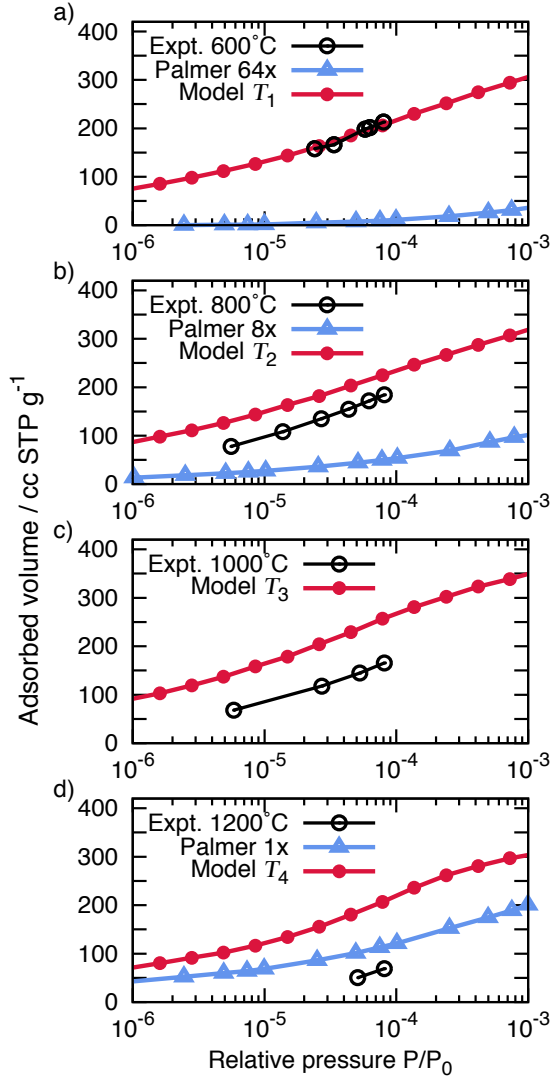 a)
400
300
200
100
0
Expt. 600°C
Palmer 64x
Model T₁
10⁻⁶ 10⁻⁵ 10⁻⁴ 10⁻³
b)
400
300
200
100
0
Expt. 800°C
Palmer 8x
Model T₂
10⁻⁶ 10⁻⁵ 10⁻⁴ 10⁻³
Adsorbed volume / cc STP g⁻¹
c)
400
300
200
100
0
Expt. 1000°C
Model T₃
10⁻⁶ 10⁻⁵ 10⁻⁴ 10⁻³
d)
400
300
200
100
0
Expt. 1200°C
Palmer 1x
Model T₄
10⁻⁶ 10⁻⁵ 10⁻⁴ 10⁻³
Relative pressure P/P₀